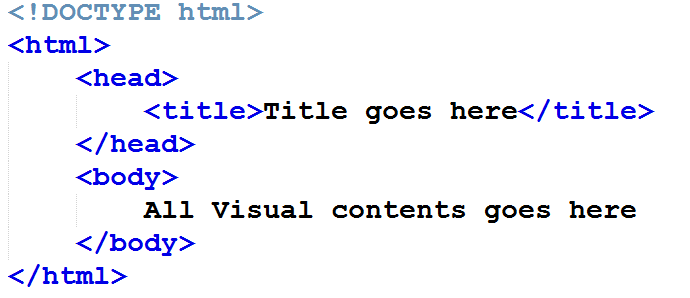 <!DOCTYPE html>
<html>
<head>
<title>Title goes here</title>
</head>
<body>
All Visual contents goes here
</body>
</html>